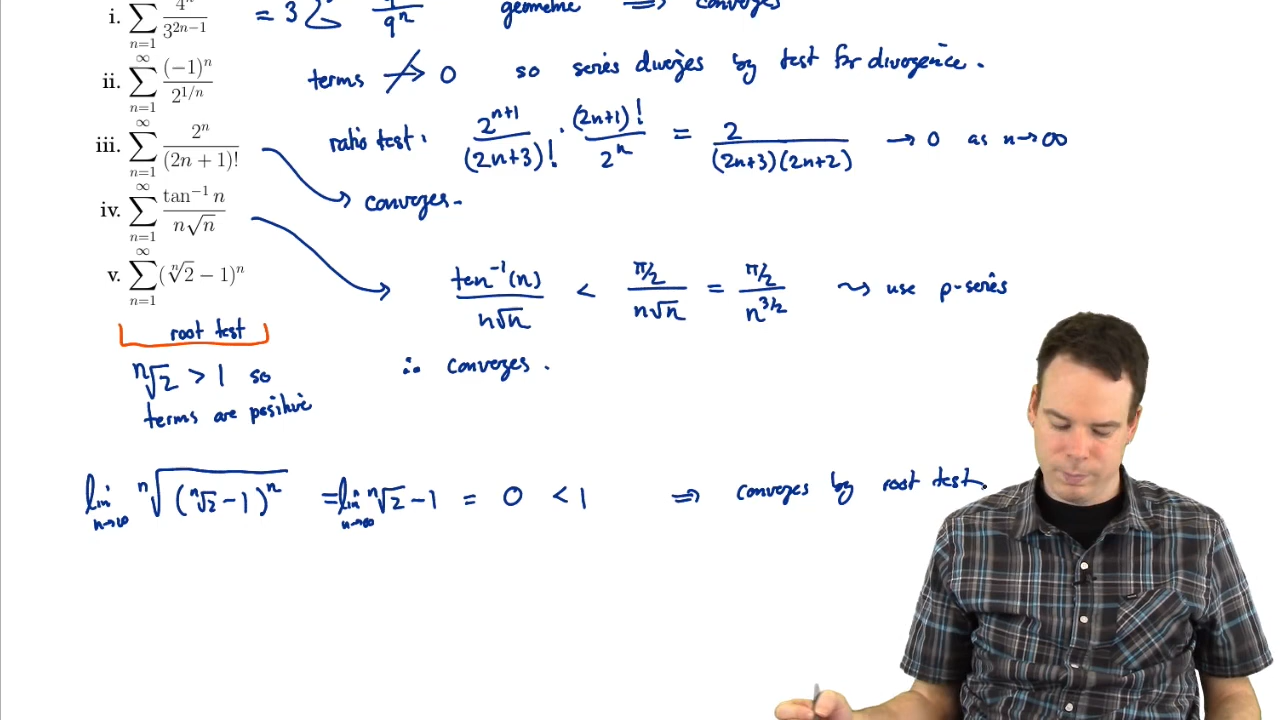 i. \sum_{n=1}^{\infty} \frac{4^n}{3^{2n-1}} = 3 \sum \frac{4^n}{9^n} geometric ⟹ converges
ii. \sum_{n=1}^{\infty} \frac{(-1)^n}{2^{1/n}} terms ↛ 0 so series diverges by test for divergence.
iii. \sum_{n=1}^{\infty} \frac{2^n}{(2n+1)!} ratio test: \frac{2^{n+1}}{(2n+3)!} \cdot \frac{(2n+1)!}{2^n} = \frac{2}{(2n+3)(2n+2)} → 0 as n→∞
converges.
iv. \sum_{n=1}^{\infty} \frac{\tan^{-1} n}{n\sqrt{n}}
v. \sum_{n=1}^{\infty} (\sqrt[n]{2} - 1)^n
\frac{\tan^{-1}(n)}{n\sqrt{n}} < \frac{π/2}{n\sqrt{n}} = \frac{π/2}{n^{3/2}} ⇝ use p-series
root test
∴ converges.
\sqrt[n]{2} > 1 so
terms are positive
\lim_{n→∞} \sqrt[n]{(\sqrt[n]{2} - 1)^n} = \lim_{n→∞} \sqrt[n]{2} - 1 = 0 < 1 ⟹ converges by root test.